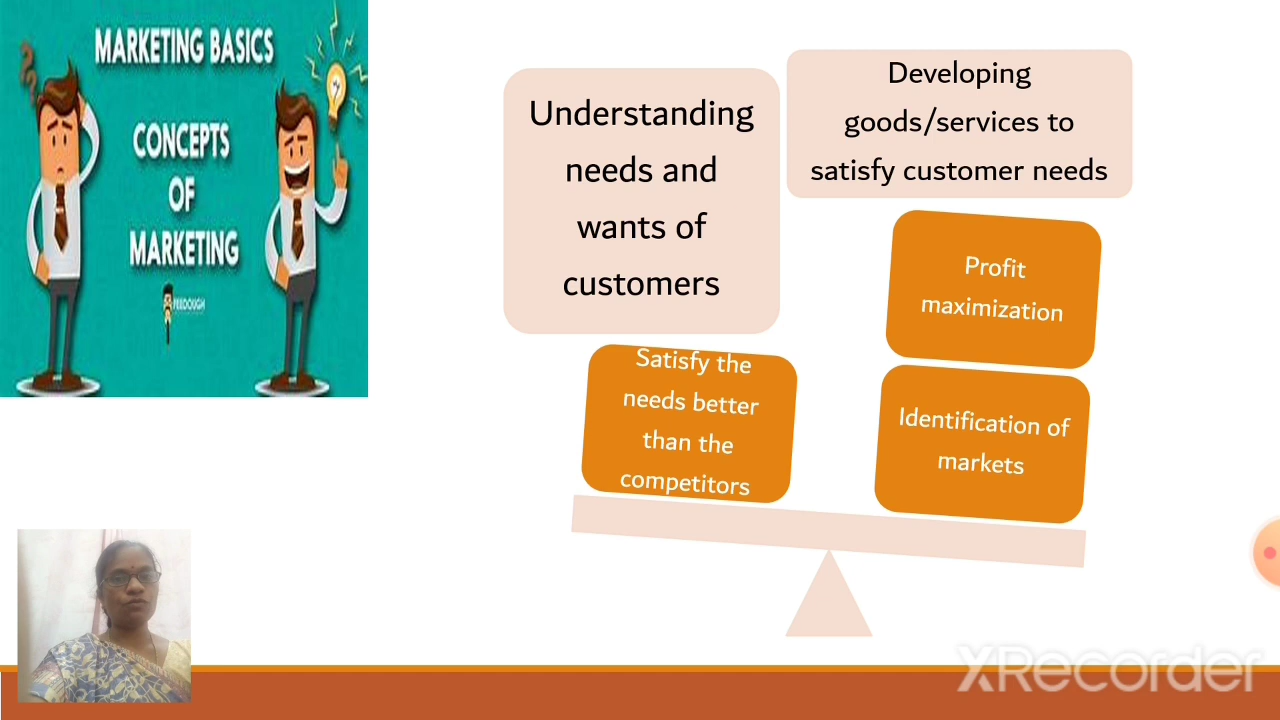 MARKETING BASICS
CONCEPTS
OF
MARKETING
FEEDOUGH
Understanding
needs and
wants of
customers
Developing
goods/services to
satisfy customer needs
Profit
maximization
Satisfy the
needs better
than the
competitors
Identification of
markets
XRecorder